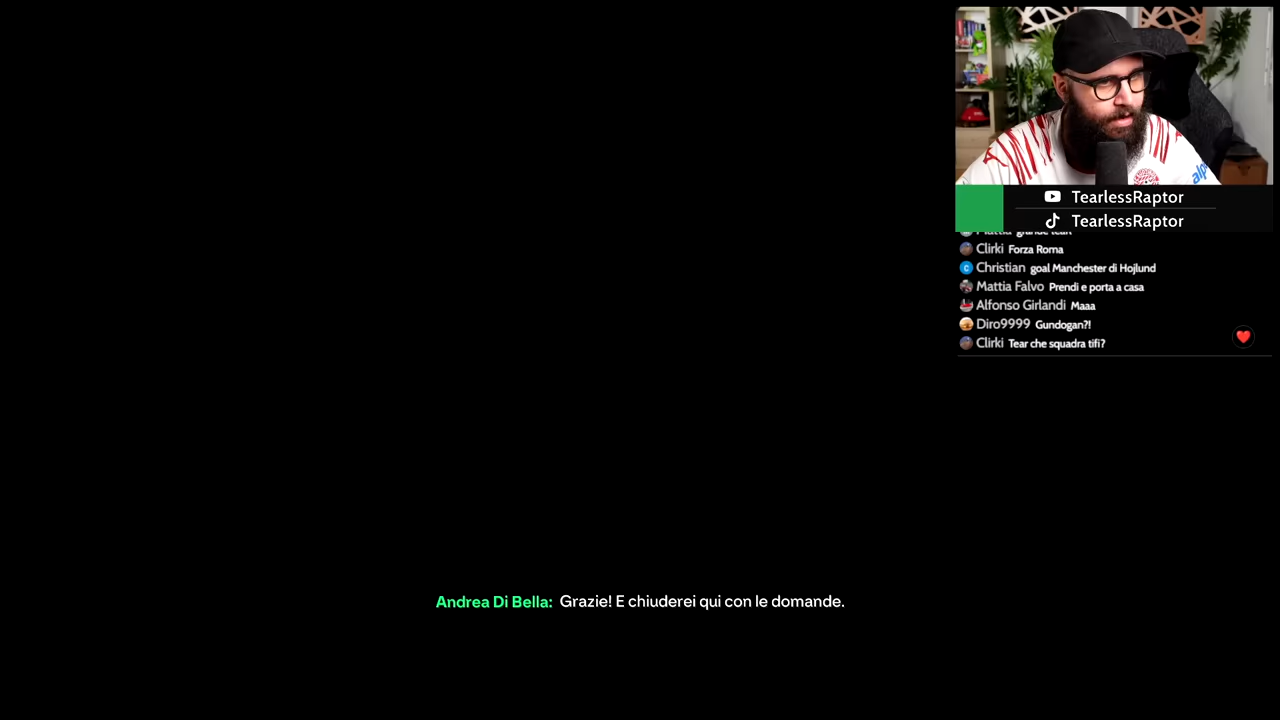 TearlessRaptor
TearlessRaptor
Clirki Forza Roma
C Christian goal Manchester di Hojlund
Mattia Falvo Prendi e porta a casa
Alfonso Girlandi Maaa
Diro9999 Gundogan?!
Clirki Tear che squadra tifi?
Andrea Di Bella: Grazie! E chiuderei qui con le domande.